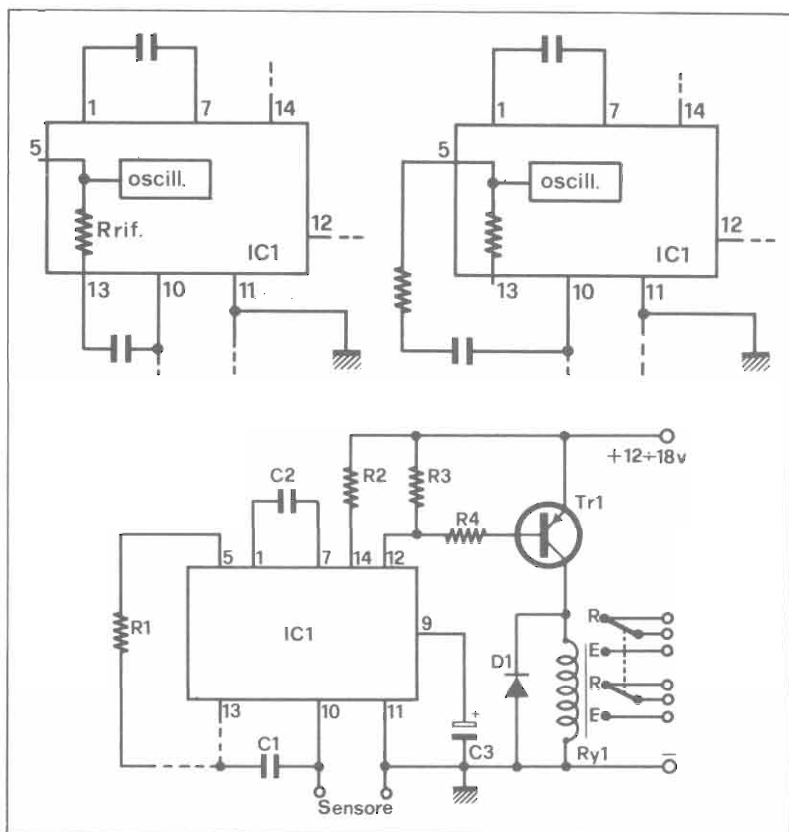 1
7
14
5
oscill.
Rrif.
12
IC1
13
10
11
1
7
14
5
oscill.
12
IC1
13
10
11
+12÷18v
C2
R2
R3
Tr1
R4
5
1
7
14
12
R1
IC1
9
R
D1
E
R
E
13
10
11
+
C1
C3
Ry1
−
Sensore